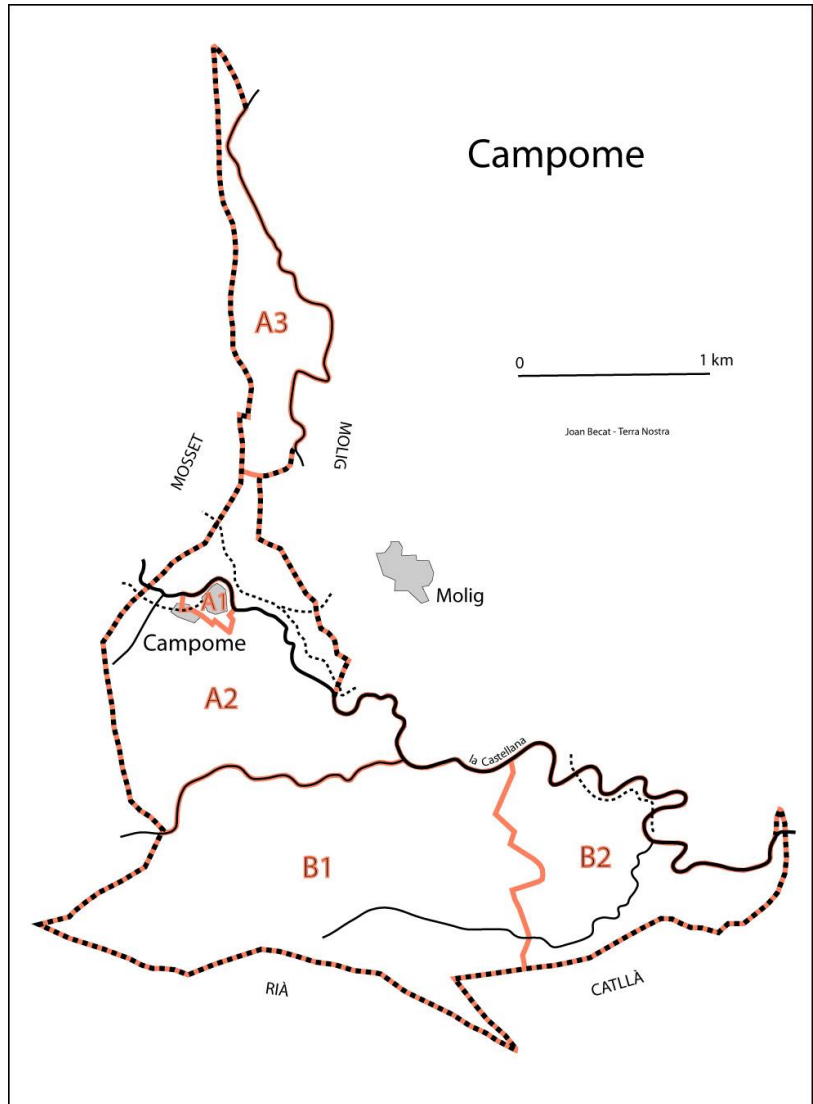 Campome
A3
0 1 km
Joan Becat - Terra Nostra
MOSSET
MOLIG
A1
Molig
Campome
A2
la Castellana
B1
B2
RIÀ
CATLLÀ